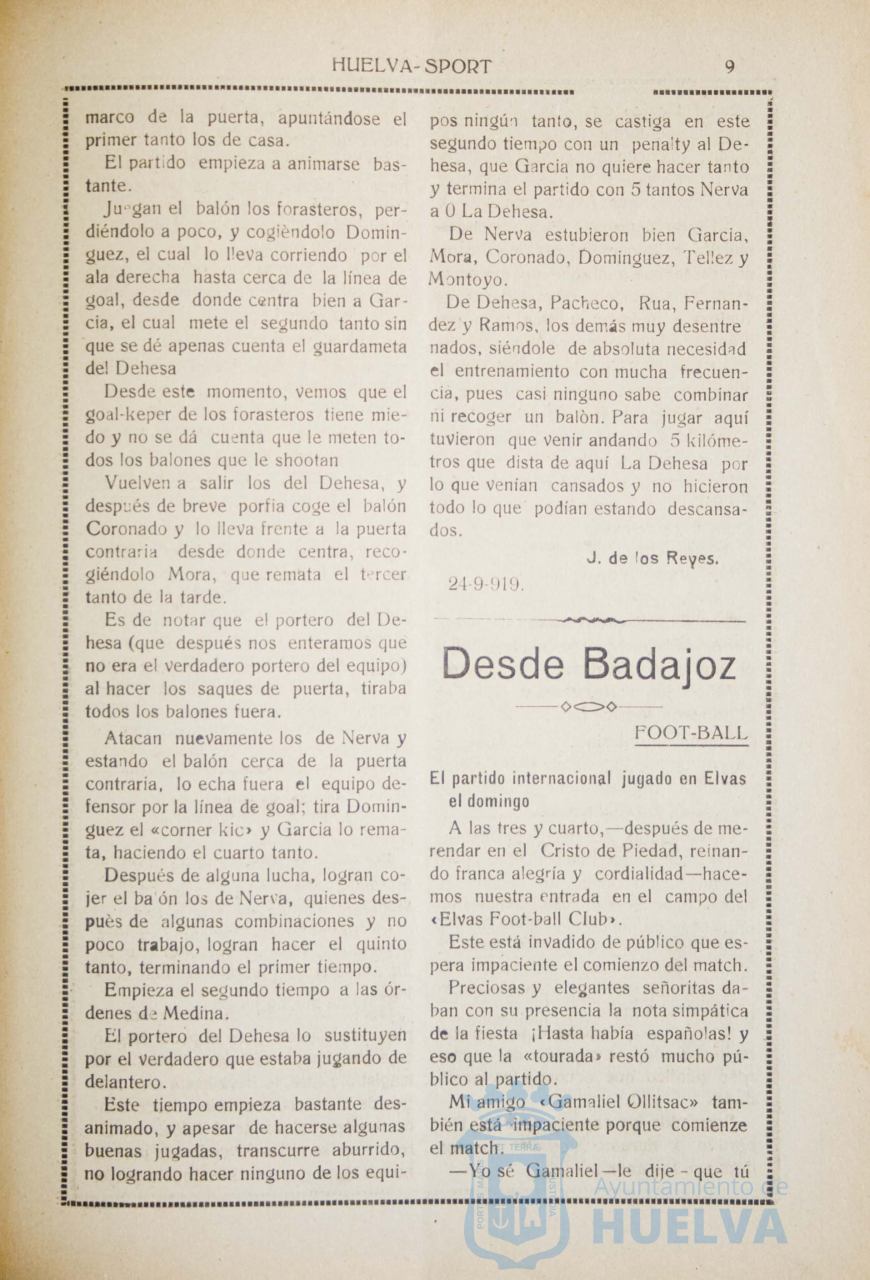 HUELVA-SPORT
9
marco de la puerta, apuntándose el
primer tanto los de casa.
El partido empieza a animarse bas-
tante.
Juegan el balón los forasteros, per-
diéndolo a poco, y cogièndolo Domin-
guez, el cual lo lleva corriendo por el
ala derecha hasta cerca de la línea de
goal, desde donde centra bien a Gar-
cia, el cual mete el segundo tanto sin
que se dé apenas cuenta el guardameta
del Dehesa
Desde este momento, vemos que el
goal-keper de los forasteros tiene mie-
do y no se dá cuenta que le meten to-
dos los balones que le shootan
Vuelven a salir los del Dehesa, y
después de breve porfia coge el balón
Coronado y lo lleva frente a la puerta
contraria desde donde centra, reco-
giéndolo Mora, que remata el tercer
tanto de la tarde.
Es de notar que el portero del De-
hesa (que después nos enteramos que
no era el verdadero portero del equipo)
al hacer los saques de puerta, tiraba
todos los balones fuera.
Atacan nuevamente los de Nerva y
estando el balón cerca de la puerta
contraria, lo echa fuera el equipo de-
fensor por la línea de goal; tira Domin-
guez el «corner kic› y Garcia lo rema-
ta, haciendo el cuarto tanto.
Después de alguna lucha, logran co-
jer el balón los de Nerva, quienes des-
puès de algunas combinaciones y no
poco trabajo, logran hacer el quinto
tanto, terminando el primer tiempo.
Empieza el segundo tiempo a las ór-
denes de Medina.
El portero del Dehesa lo sustituyen
por el verdadero que estaba jugando de
delantero.
Este tiempo empieza bastante des-
animado, y apesar de hacerse algunas
buenas jugadas, transcurre aburrido,
no logrando hacer ninguno de los equi-
pos ningún tanto, se castiga en este
segundo tiempo con un penalty al De-
hesa, que Garcia no quiere hacer tanto
y termina el partido con 5 tantos Nerva
a 0 La Dehesa.
De Nerva estubieron bien Garcia,
Mora, Coronado, Dominguez, Tellez y
Montoyo.
De Dehesa, Pacheco, Rua, Fernan-
dez y Ramos, los demás muy desentre
nados, siéndole de absoluta necesidad
el entrenamiento con mucha frecuen-
cia, pues casi ninguno sabe combinar
ni recoger un balòn. Para jugar aquí
tuvieron que venir andando 5 kilóme-
tros que dista de aquí La Dehesa por
lo que venían cansados y no hicieron
todo lo que podían estando descansa-
dos.
J. de los Reyes.
24-9-919.
Desde Badajoz
FOOT-BALL
El partido internacional jugado en Elvas
el domingo
A las tres y cuarto,—después de me-
rendar en el Cristo de Piedad, reinan-
do franca alegría y cordialidad—hace-
mos nuestra entrada en el campo del
‹Elvas Foot-ball Club›.
Este está invadido de público que es-
pera impaciente el comienzo del match.
Preciosas y elegantes señoritas da-
ban con su presencia la nota simpática
de la fiesta ¡Hasta había españolas! y
eso que la «tourada» restó mucho pú-
blico al partido.
Mi amigo ‹Gamaliel Ollitsac» tam-
bién está impaciente porque comienze
el match.
—Yo sé Gamaliel—le dije - que tú
Ayuntamiento de
HUELVA